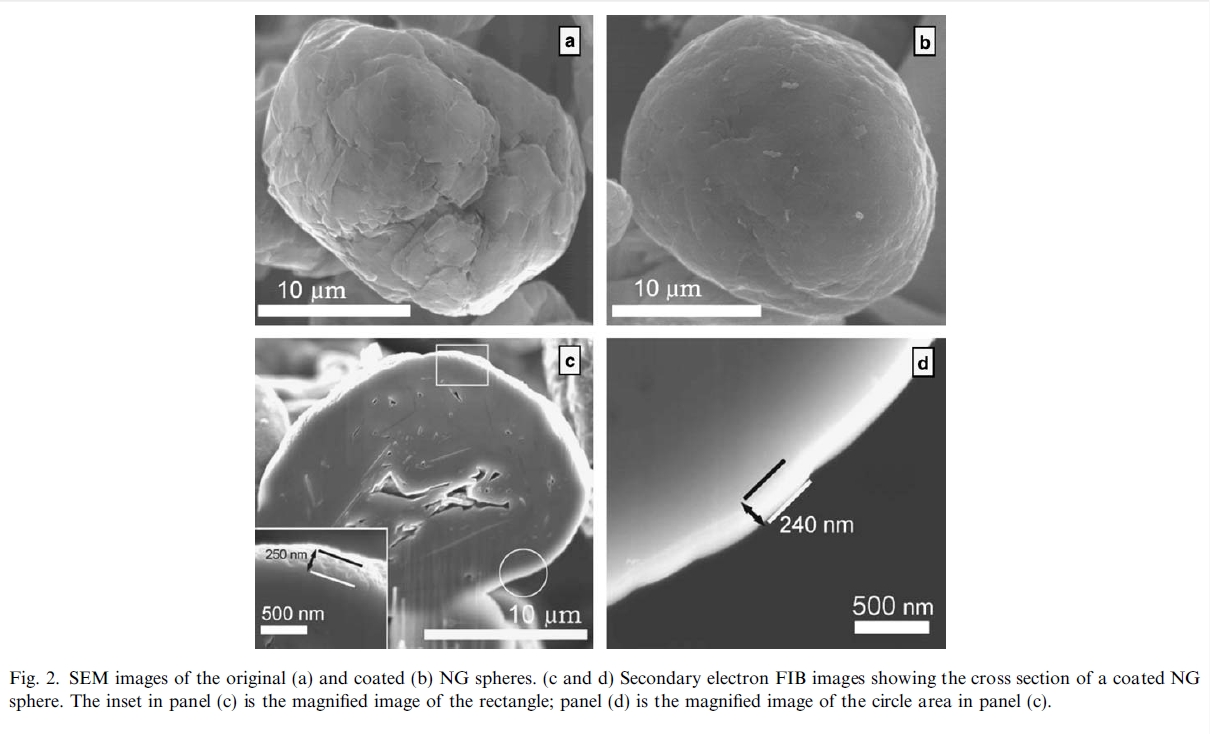 a
b
10 µm
10 µm
c
d
250 nm
240 nm
500 nm
10 µm
500 nm
Fig. 2. SEM images of the original (a) and coated (b) NG spheres. (c and d) Secondary electron FIB images showing the cross section of a coated NG
sphere. The inset in panel (c) is the magnified image of the rectangle; panel (d) is the magnified image of the circle area in panel (c).